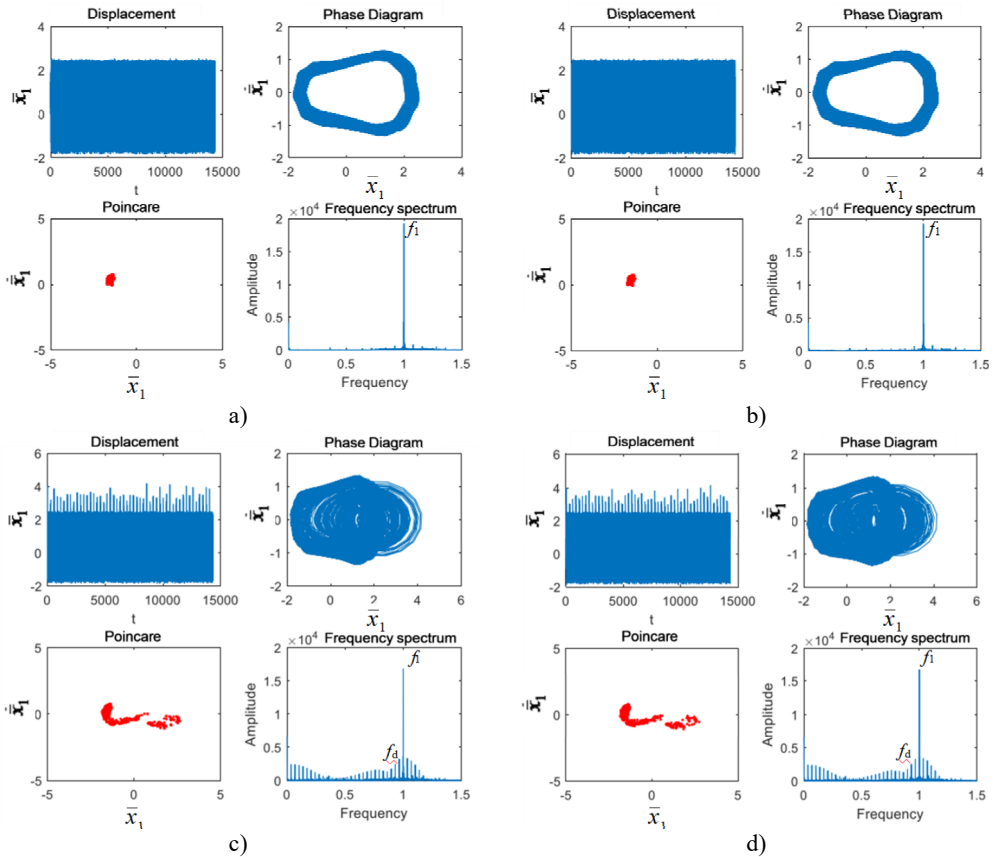 Displacement
4
2
0
-2
x̿₁
0 5000 10000 15000
t
Phase Diagram
2
1
0
-1
-2
ẋ̿₁
-2 0 2 4
x̅₁
Poincare
5
0
-5
ẋ̿₁
-5 0 5
x̅₁
×10⁴ Frequency spectrum
2
1.5
1
0.5
0
Amplitude
f₁
0 0.5 1 1.5
Frequency
a)
Displacement
4
2
0
-2
x̿₁
0 5000 10000 15000
t
Phase Diagram
2
1
0
-1
-2
ẋ̿₁
-2 0 2 4
x̅₁
Poincare
5
0
-5
ẋ̿₁
-5 0 5
x̅₁
×10⁴ Frequency spectrum
2
1.5
1
0.5
0
Amplitude
f₁
0 0.5 1 1.5
Frequency
b)
Displacement
6
4
2
0
-2
x̿₁
0 5000 10000 15000
t
Phase Diagram
2
1
0
-1
-2
ẋ̿₁
-2 0 2 4 6
x̅₁
Poincare
5
0
-5
ẋ̿₁
-5 0 5
x̅₁
×10⁴ Frequency spectrum
2
1.5
1
0.5
0
Amplitude
f₁
f_d
0 0.5 1 1.5
Frequency
c)
Displacement
6
4
2
0
-2
x̿₁
0 5000 10000 15000
t
Phase Diagram
2
1
0
-1
-2
ẋ̿₁
-2 0 2 4 6
x̅₁
Poincare
5
0
-5
ẋ̿₁
-5 0 5
x̅₁
×10⁴ Frequency spectrum
2
1.5
1
0.5
0
Amplitude
f₁
f_d
0 0.5 1 1.5
Frequency
d)